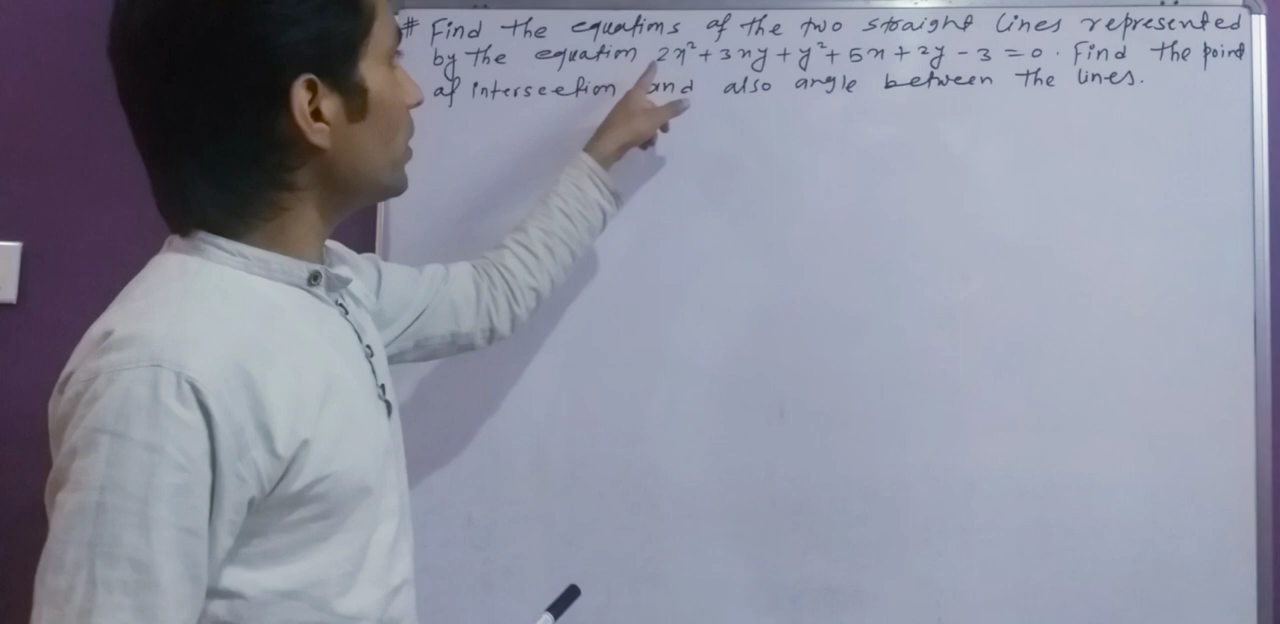 # Find the equations of the two straight lines represented
by the equation 2x² + 3xy + y² + 5x + 2y - 3 = 0. Find the point
of intersection and also angle between the lines.